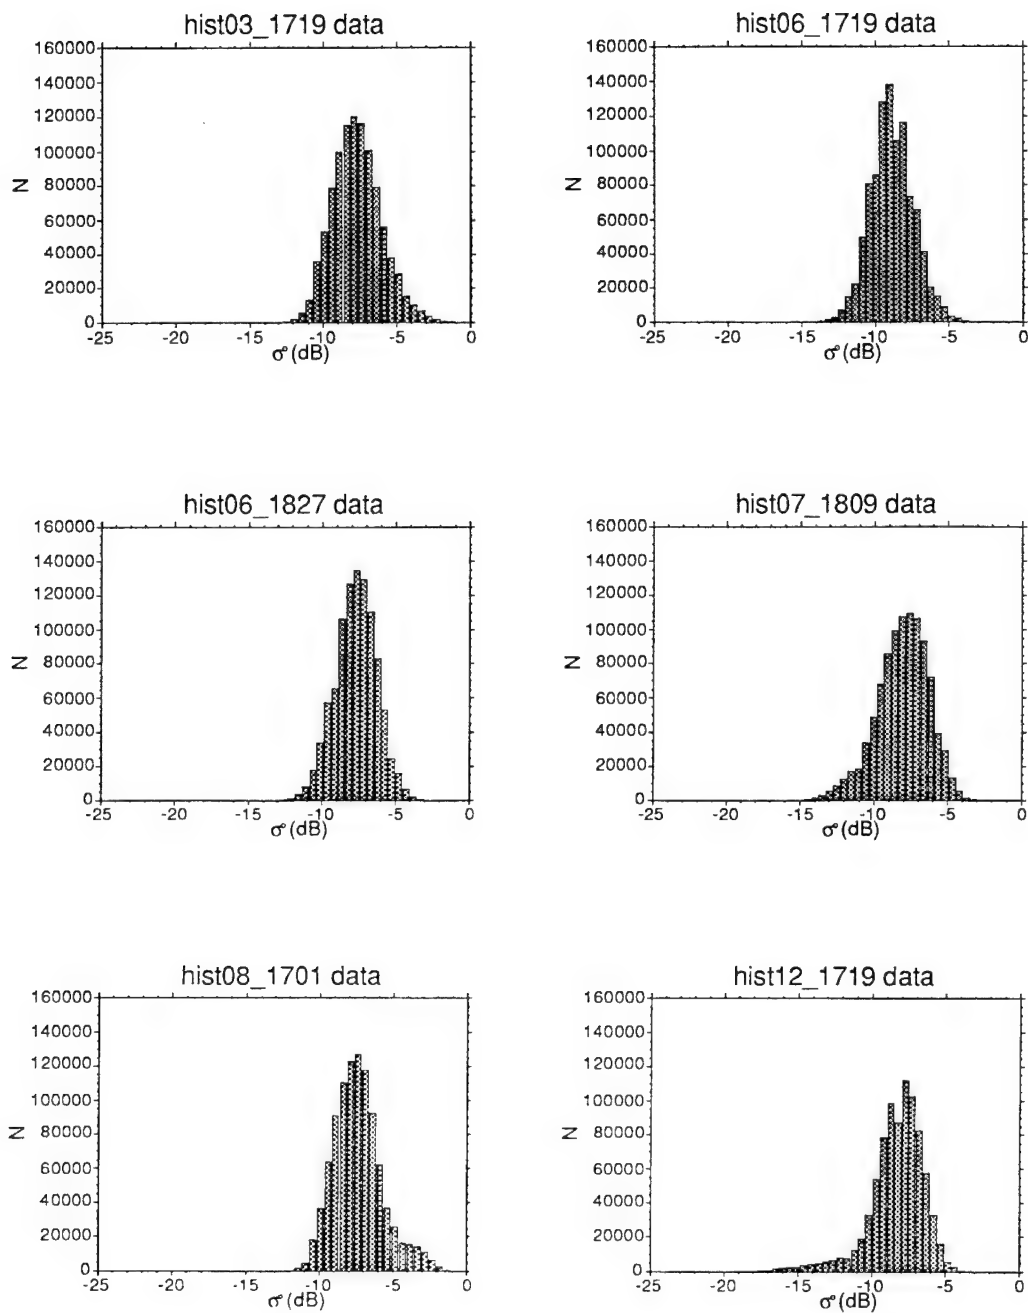 hist03_1719 data
160000
140000
120000
100000
80000
60000
40000
20000
0
N
-25 -20 -15 -10 -5 0
σ° (dB)
hist06_1719 data
160000
140000
120000
100000
80000
60000
40000
20000
0
N
-25 -20 -15 -10 -5 0
σ° (dB)
hist06_1827 data
160000
140000
120000
100000
80000
60000
40000
20000
0
N
-25 -20 -15 -10 -5 0
σ° (dB)
hist07_1809 data
160000
140000
120000
100000
80000
60000
40000
20000
0
N
-25 -20 -15 -10 -5 0
σ° (dB)
hist08_1701 data
160000
140000
120000
100000
80000
60000
40000
20000
0
N
-25 -20 -15 -10 -5 0
σ° (dB)
hist12_1719 data
160000
140000
120000
100000
80000
60000
40000
20000
0
N
-25 -20 -15 -10 -5 0
σ° (dB)